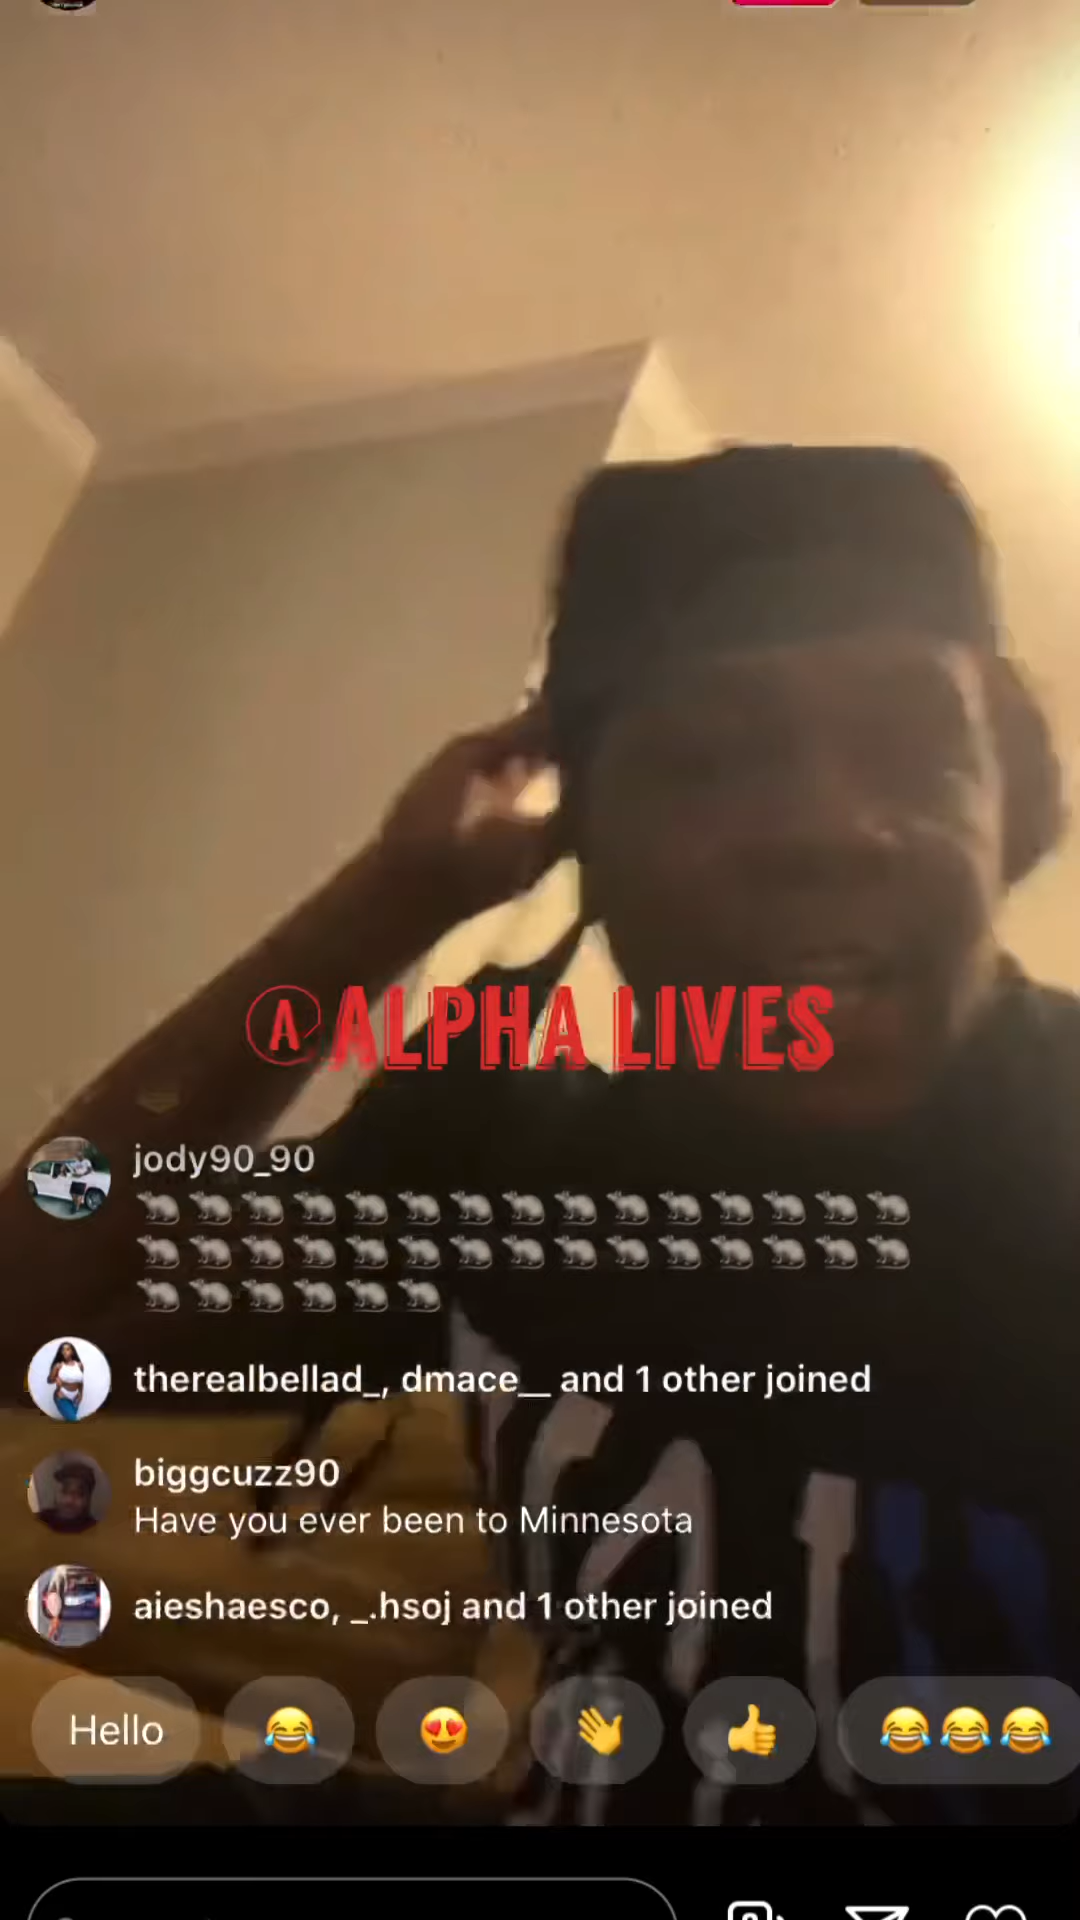 ALPHA LIVES
jody90_90
🐀🐀🐀🐀🐀🐀🐀🐀🐀🐀🐀🐀🐀🐀🐀
🐀🐀🐀🐀🐀🐀🐀🐀🐀🐀🐀🐀🐀🐀🐀
🐀🐀🐀🐀🐀🐀
therealbellad_, dmace__ and 1 other joined
biggcuzz90
Have you ever been to Minnesota
aieshaesco, _.hsoj and 1 other joined
Hello 😂 😍 👋 👍 😂😂😂